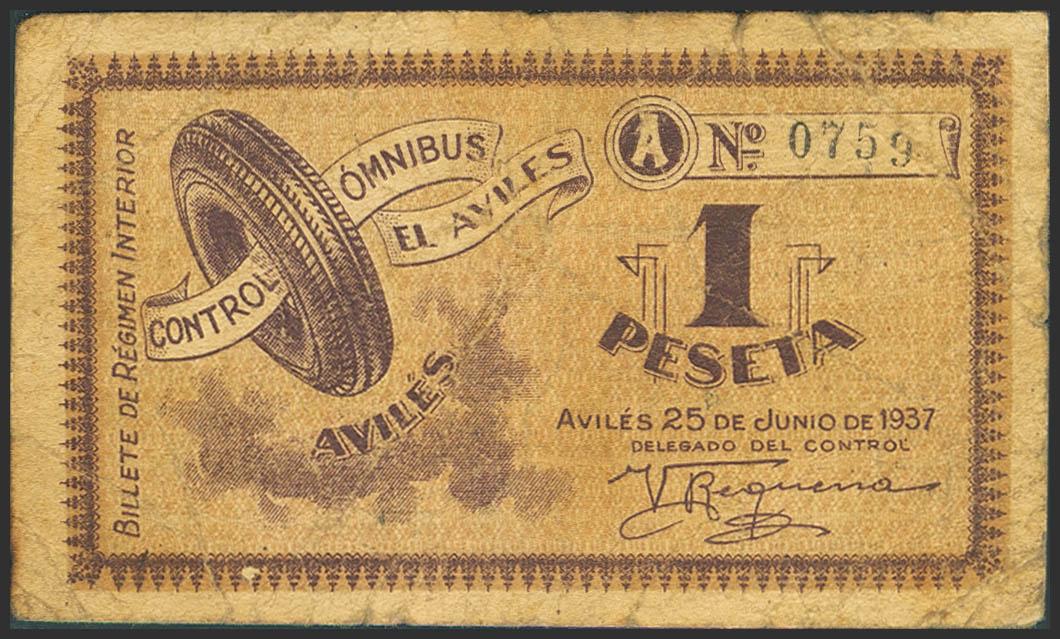 BILLETE DE RÉGIMEN INTERIOR
CONTROL ÓMNIBUS
EL AVILES
AVILÉS
A Nº 0759
1
PESETA
AVILÉS 25 DE JUNIO DE 1937
DELEGADO DEL CONTROL
V Requena